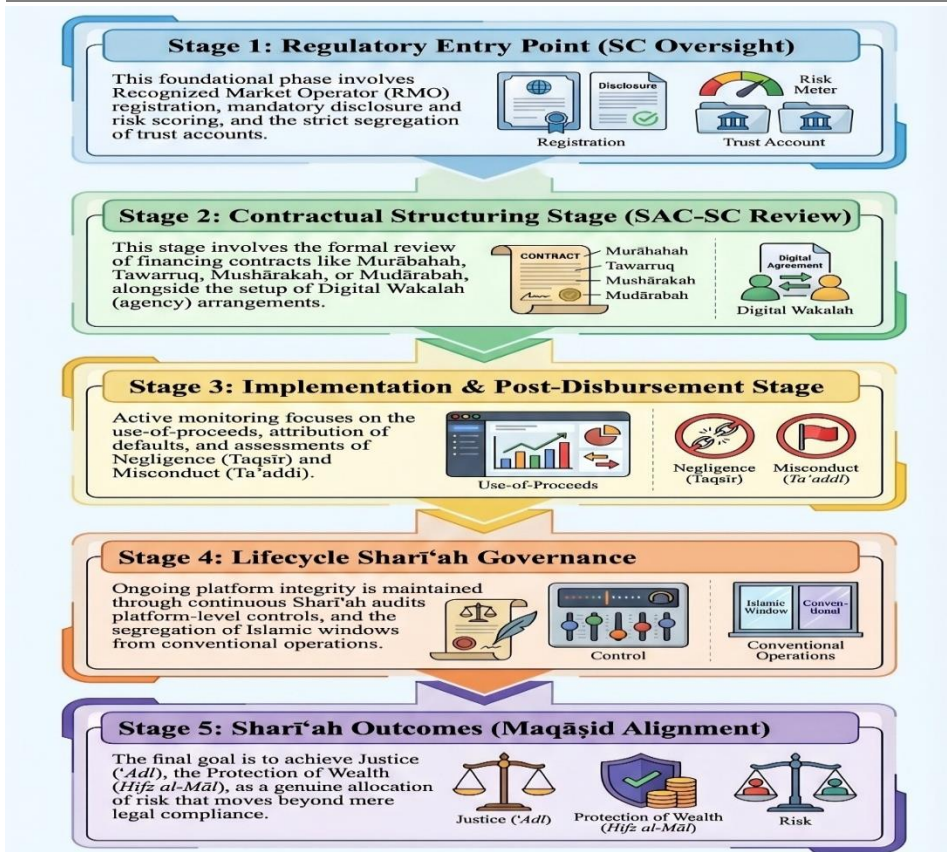 Stage 1: Regulatory Entry Point (SC Oversight)
This foundational phase involves
Recognized Market Operator (RMO)
registration, mandatory disclosure and
risk scoring, and the strict segregation
of trust accounts.
Disclosure
Registration
Risk
Meter
Trust Account
Stage 2: Contractual Structuring Stage (SAC-SC Review)
This stage involves the formal review
of financing contracts like Murābahah,
Tawarruq, Mushārakah, or Mudārabah,
alongside the setup of Digital Wakalah
(agency) arrangements.
CONTRACT
Murāhahah
Tawarruq
Mushārakah
Mudārabah
Digital
Agreement
Digital Wakalah
Stage 3: Implementation & Post-Disbursement Stage
Active monitoring focuses on the
use-of-proceeds, attribution of
defaults, and assessments of
Negligence (Taqsīr) and
Misconduct (Ta'addi).
Use-of-Proceeds
Negligence
(Taqsīr)
Misconduct
(Ta'addī)
Stage 4: Lifecycle Sharī‘ah Governance
Ongoing platform integrity is maintained
through continuous Sharī'ah audits
platform-level controls, and the
segregation of Islamic windows
from conventional operations.
Control
Islamic
Window
Conven-
tional
Conventional
Operations
Stage 5: Sharī‘ah Outcomes (Maqāṣid Alignment)
The final goal is to achieve Justice
(‘Adl), the Protection of Wealth
(Hifz al-Māl), as a genuine allocation
of risk that moves beyond mere
legal compliance.
Justice (‘Adl)
Protection of Wealth
(Hifz al-Māl)
Risk